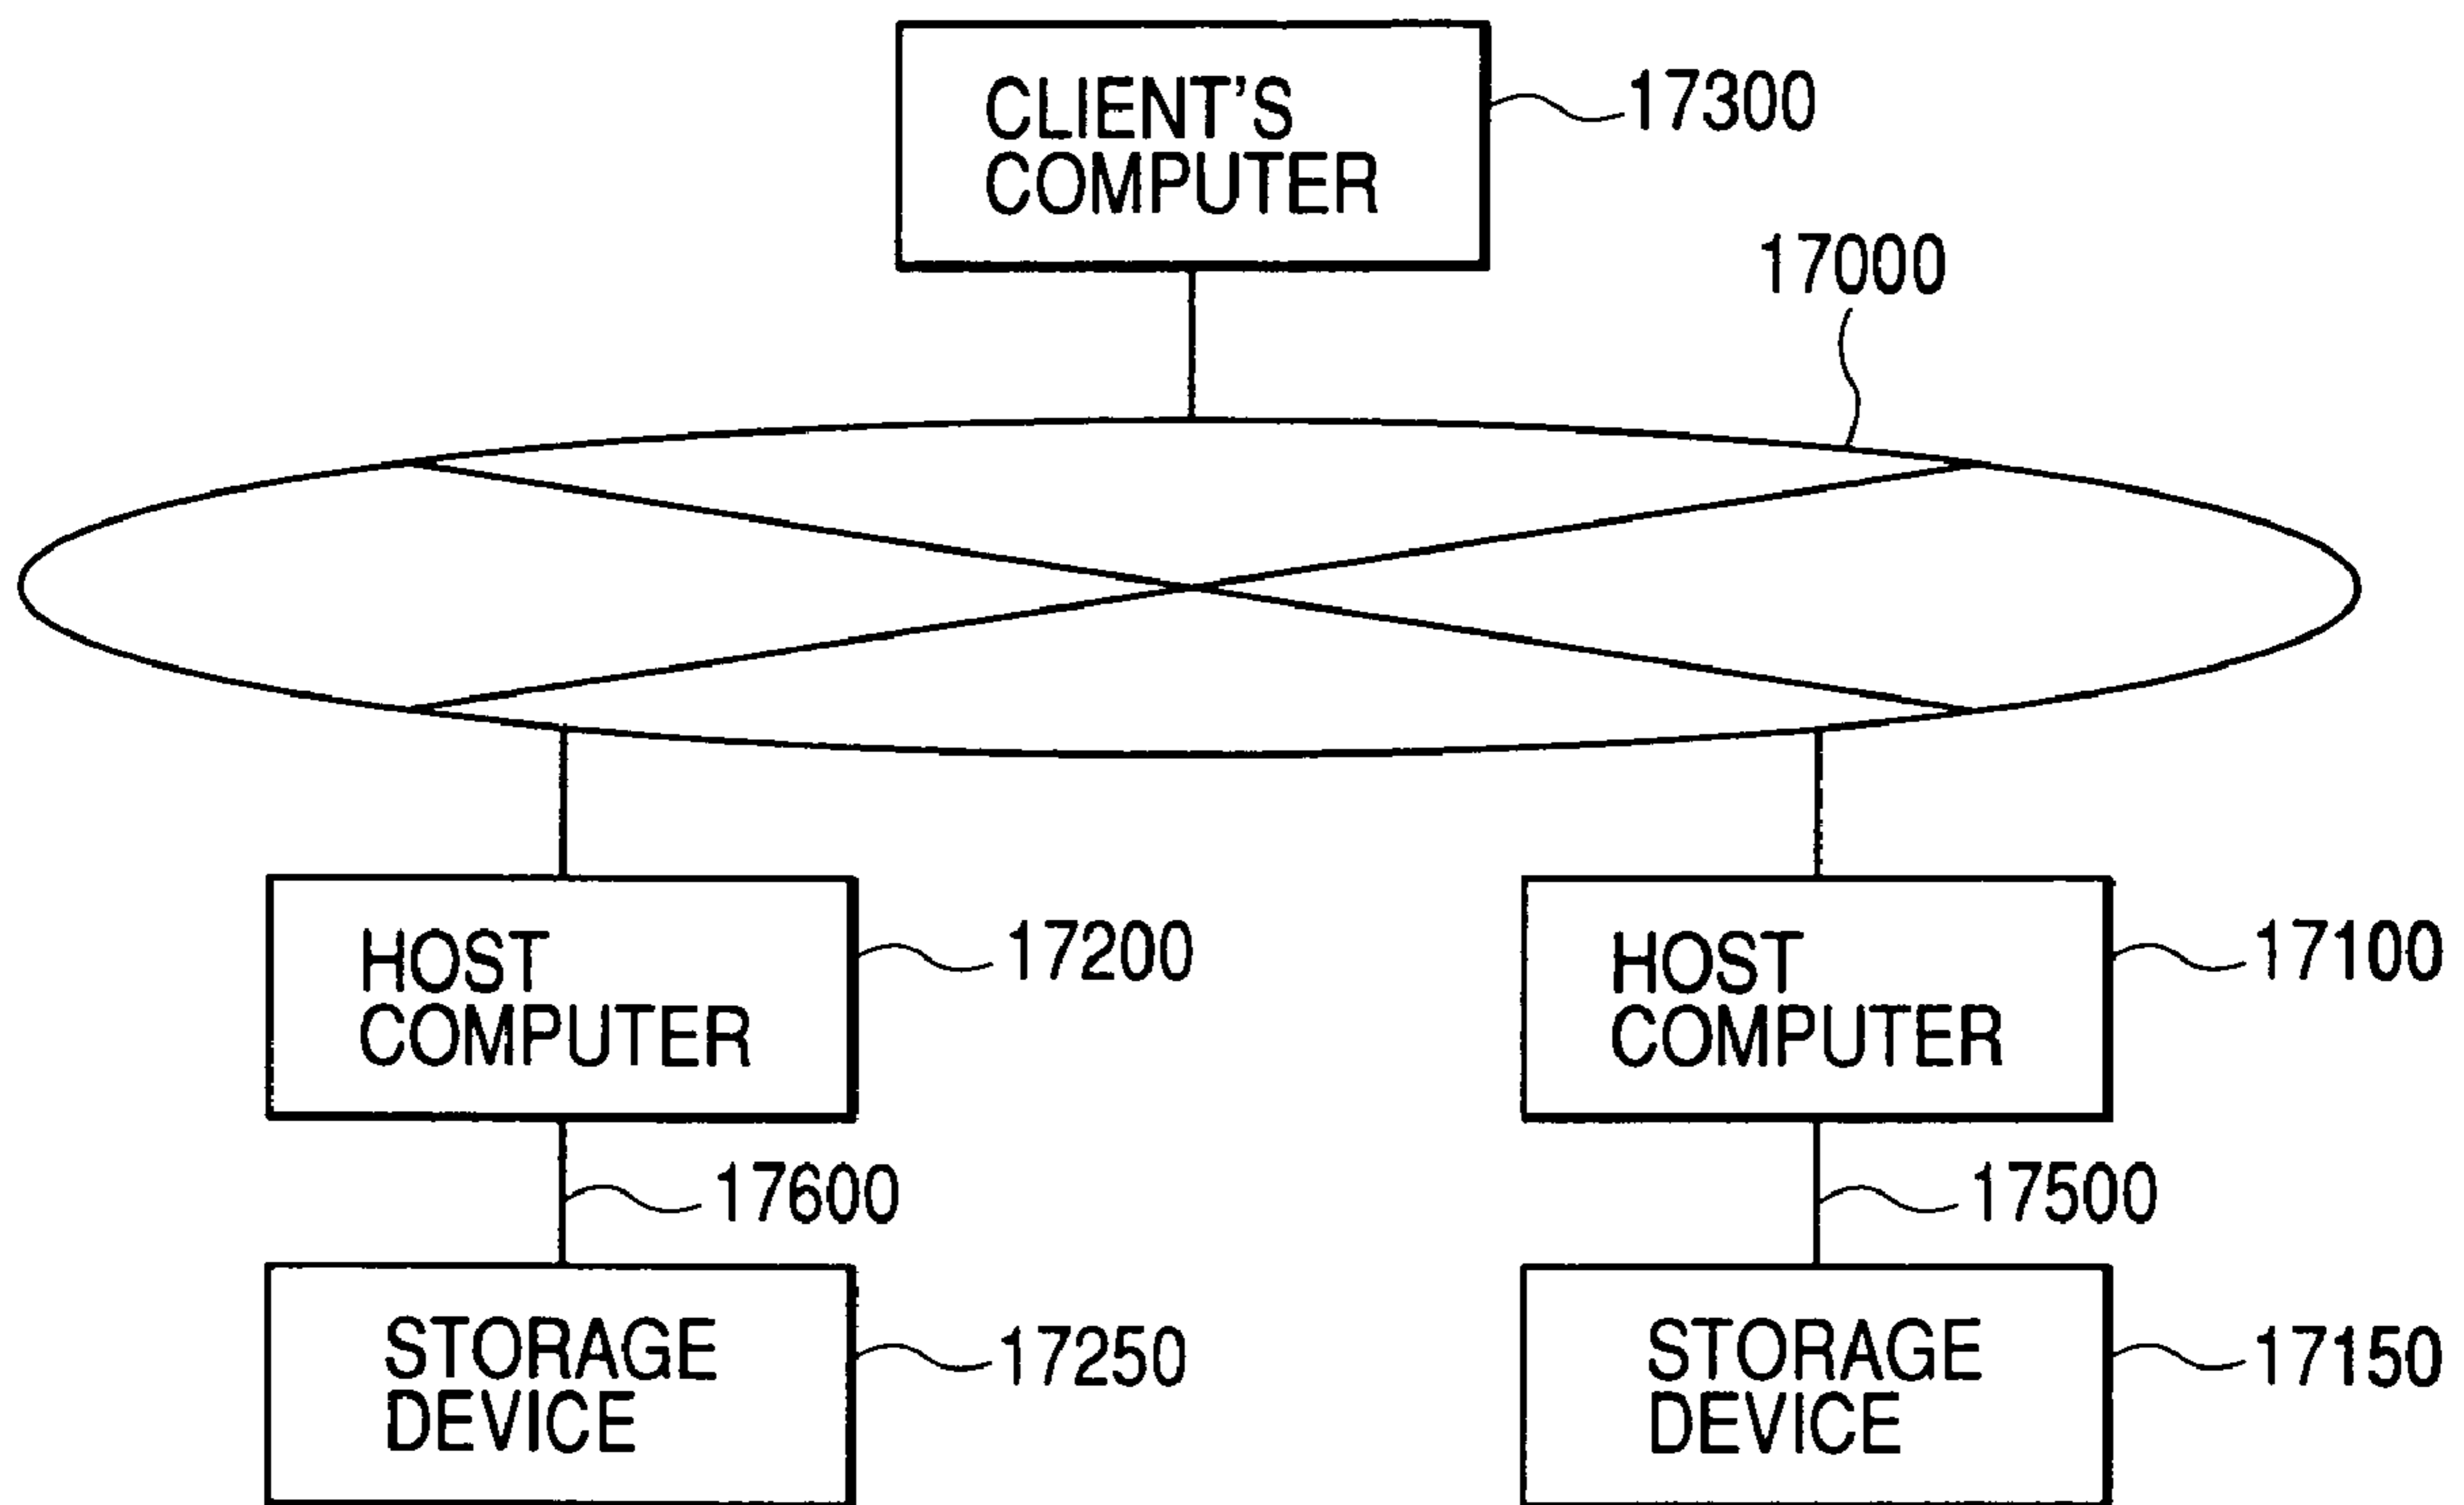 CLIENT'S
COMPUTER
17300
17000
HOST
COMPUTER
17200
HOST
COMPUTER
17100
17600
17500
STORAGE
DEVICE
17250
STORAGE
DEVICE
17150